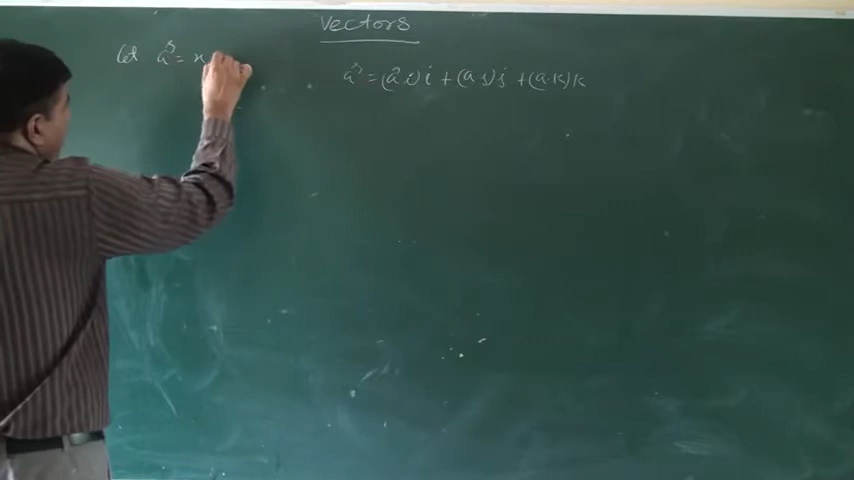 Vectors
Let a⃗ = x
a⃗ = (a⃗·i)i + (a·j)j + (a·k)k